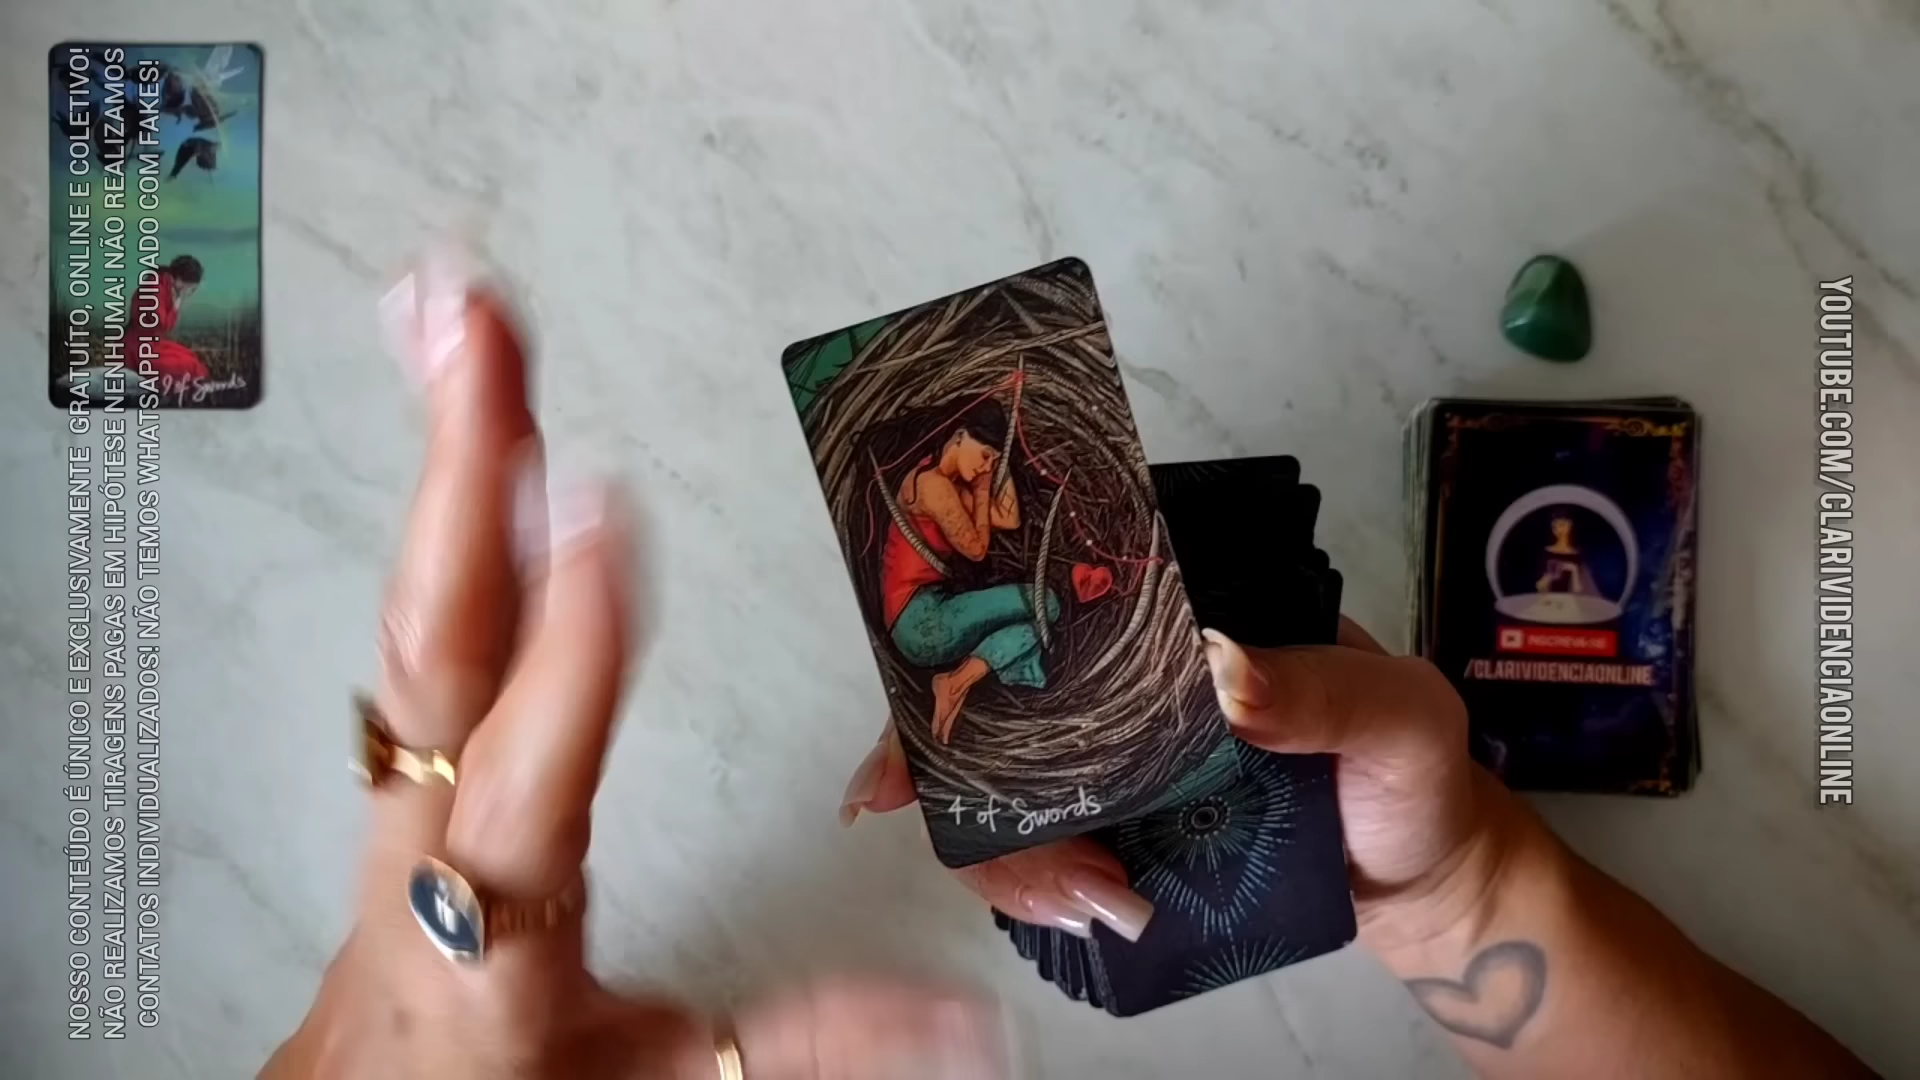 NOSSO CONTEÚDO É ÚNICO E EXCLUSIVAMENTE GRATUÍTO, ONLINE E COLETIVO!
NÃO REALIZAMOS TIRAGENS PAGAS EM HIPÓTESE NENHUMA! NÃO REALIZAMOS
CONTATOS INDIVIDUALIZADOS! NÃO TEMOS WHATSAPP! CUIDADO COM FAKES!
9 of Swords
4 of Swords
INSCREVA-SE
/CLARIVIDENCIAONLINE
YOUTUBE.COM/CLARIVIDENCIAONLINE